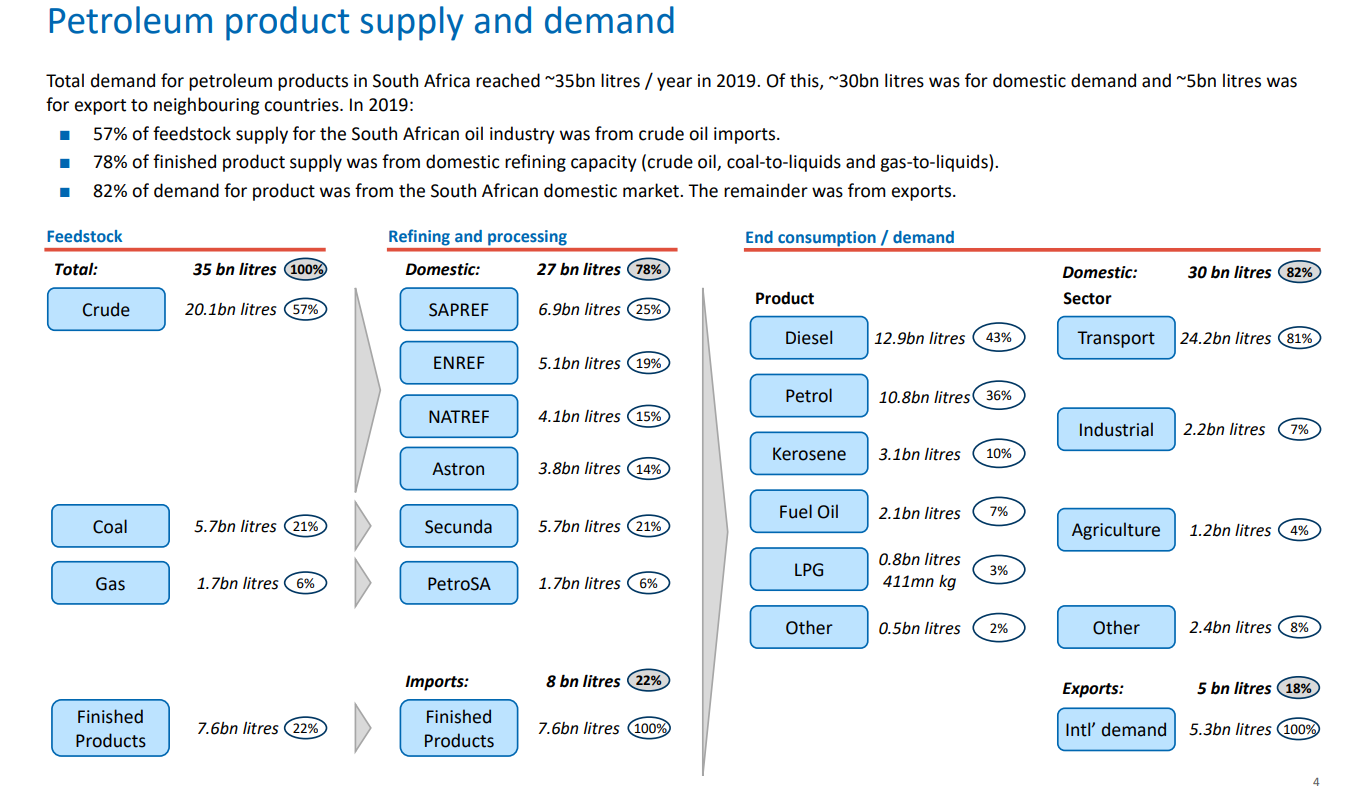 Petroleum product supply and demand
Total demand for petroleum products in South Africa reached ~35bn litres / year in 2019. Of this, ~30bn litres was for domestic demand and ~5bn litres was
for export to neighbouring countries. In 2019:
■ 57% of feedstock supply for the South African oil industry was from crude oil imports.
■ 78% of finished product supply was from domestic refining capacity (crude oil, coal-to-liquids and gas-to-liquids).
■ 82% of demand for product was from the South African domestic market. The remainder was from exports.
Feedstock
Total: 35 bn litres 100%
Crude 20.1bn litres 57%
Coal 5.7bn litres 21%
Gas 1.7bn litres 6%
Finished
Products 7.6bn litres 22%
Refining and processing
Domestic: 27 bn litres 78%
SAPREF 6.9bn litres 25%
ENREF 5.1bn litres 19%
NATREF 4.1bn litres 15%
Astron 3.8bn litres 14%
Secunda 5.7bn litres 21%
PetroSA 1.7bn litres 6%
Imports: 8 bn litres 22%
Finished
Products 7.6bn litres 100%
End consumption / demand
Product
Diesel 12.9bn litres 43%
Petrol 10.8bn litres 36%
Kerosene 3.1bn litres 10%
Fuel Oil 2.1bn litres 7%
LPG 0.8bn litres
411mn kg 3%
Other 0.5bn litres 2%
Domestic: 30 bn litres 82%
Sector
Transport 24.2bn litres 81%
Industrial 2.2bn litres 7%
Agriculture 1.2bn litres 4%
Other 2.4bn litres 8%
Exports: 5 bn litres 18%
Intl’ demand 5.3bn litres 100%
4